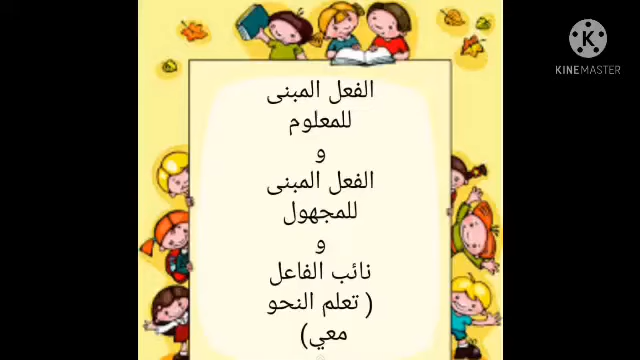 الفعل المبنى
للمعلوم
و
الفعل المبنى
للمجهول
و
نائب الفاعل
( تعلم النحو
معي)
KINEMASTER